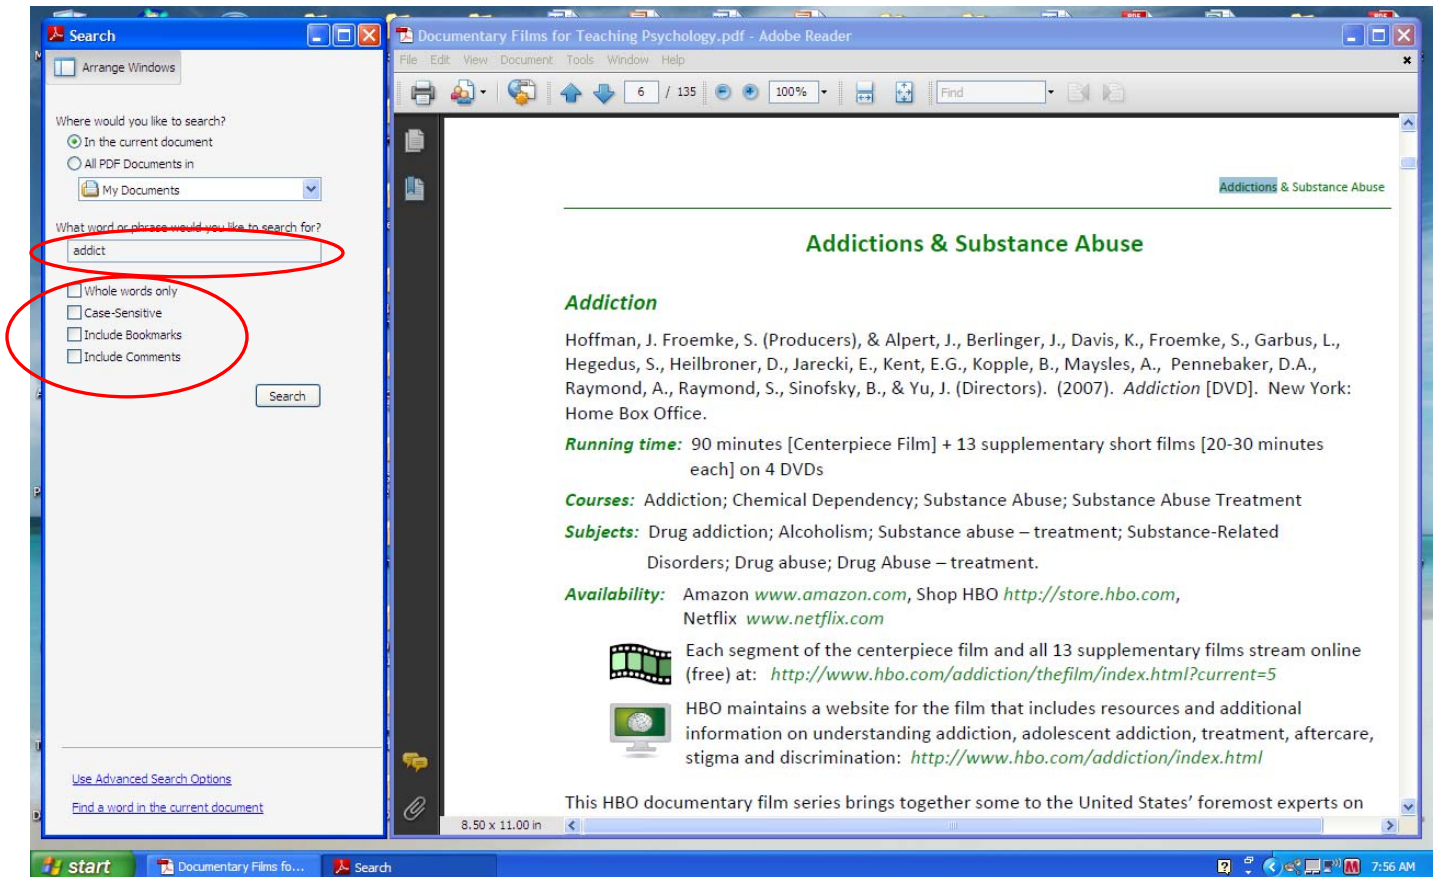 Search
Arrange Windows
Where would you like to search?
In the current document
All PDF Documents in
My Documents
What word or phrase would you like to search for?
addict
Whole words only
Case-Sensitive
Include Bookmarks
Include Comments
Search
Use Advanced Search Options
Find a word in the current document
Documentary Films for Teaching Psychology.pdf - Adobe Reader
File Edit View Document Tools Window Help
6 / 135 100% Find
Addictions & Substance Abuse
Addictions & Substance Abuse
Addiction
Hoffman, J. Froemke, S. (Producers), & Alpert, J., Berlinger, J., Davis, K., Froemke, S., Garbus, L.,
Hegedus, S., Heilbroner, D., Jarecki, E., Kent, E.G., Kopple, B., Maysles, A., Pennebaker, D.A.,
Raymond, A., Raymond, S., Sinofsky, B., & Yu, J. (Directors). (2007). Addiction [DVD]. New York:
Home Box Office.
Running time: 90 minutes [Centerpiece Film] + 13 supplementary short films [20-30 minutes
each] on 4 DVDs
Courses: Addiction; Chemical Dependency; Substance Abuse; Substance Abuse Treatment
Subjects: Drug addiction; Alcoholism; Substance abuse – treatment; Substance-Related
Disorders; Drug abuse; Drug Abuse – treatment.
Availability: Amazon www.amazon.com, Shop HBO http://store.hbo.com,
Netflix www.netflix.com
Each segment of the centerpiece film and all 13 supplementary films stream online
(free) at: http://www.hbo.com/addiction/thefilm/index.html?current=5
HBO maintains a website for the film that includes resources and additional
information on understanding addiction, adolescent addiction, treatment, aftercare,
stigma and discrimination: http://www.hbo.com/addiction/index.html
This HBO documentary film series brings together some to the United States' foremost experts on
8.50 x 11.00 in
start
Documentary Films fo...
Search
7:56 AM